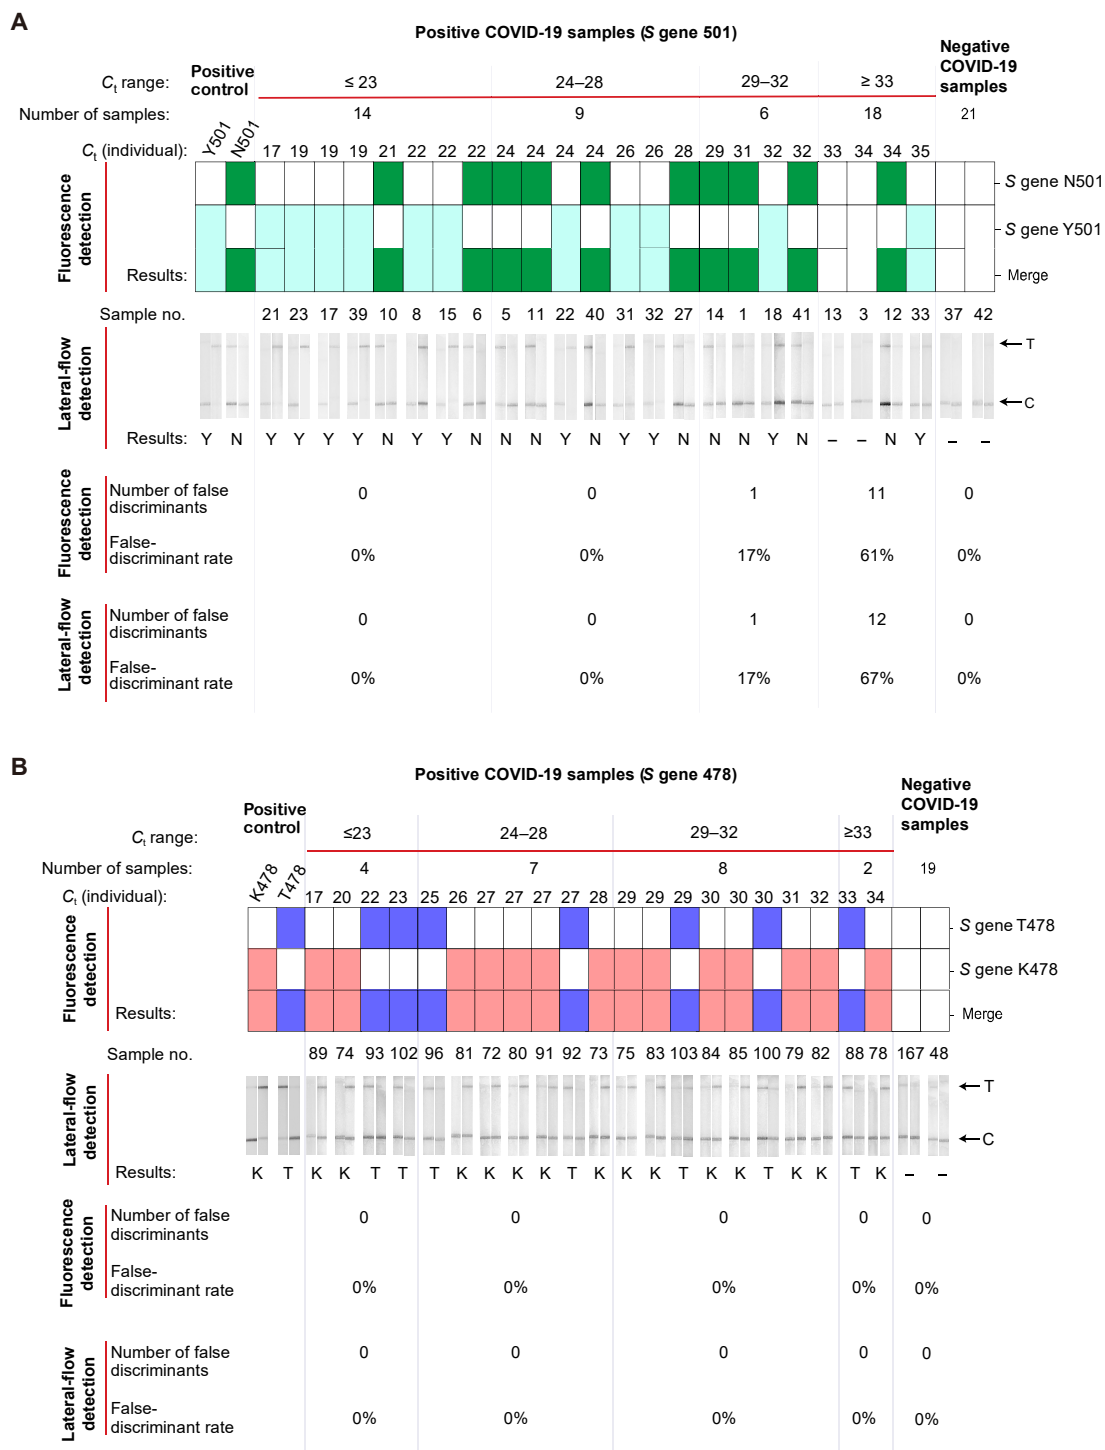 A
Positive COVID-19 samples (S gene 501)
Negative
COVID-19
samples
Positive
control
Ct range: ≤ 23 24–28 29–32 ≥ 33
Number of samples: 14 9 6 18 21
Y501 N501
Ct (individual): 17 19 19 19 21 22 22 22 24 24 24 24 26 26 28 29 31 32 32 33 34 34 35
Fluorescence
detection
S gene N501
S gene Y501
Results: Merge
Sample no. 21 23 17 39 10 8 15 6 5 11 22 40 31 32 27 14 1 18 41 13 3 12 33 37 42
Lateral-flow
detection
T
C
Results: Y N Y Y Y Y N Y Y N N N Y N Y Y N N N Y N – – N Y – –
Fluorescence
detection
Number of false
discriminants 0 0 1 11 0
False-
discriminant rate 0% 0% 17% 61% 0%
Lateral-flow
detection
Number of false
discriminants 0 0 1 12 0
False-
discriminant rate 0% 0% 17% 67% 0%
B
Positive COVID-19 samples (S gene 478)
Negative
COVID-19
samples
Positive
control
Ct range: ≤23 24–28 29–32 ≥33
Number of samples: 4 7 8 2 19
K478 T478
Ct (individual): 17 20 22 23 25 26 27 27 27 27 28 29 29 29 30 30 30 31 32 33 34
Fluorescence
detection
S gene T478
S gene K478
Results: Merge
Sample no. 89 74 93 102 96 81 72 80 91 92 73 75 83 103 84 85 100 79 82 88 78 167 48
Lateral-flow
detection
T
C
Results: K T K K T T T K K K K T K K K T K K T K K T K – –
Fluorescence
detection
Number of false
discriminants 0 0 0 0 0
False-
discriminant rate 0% 0% 0% 0% 0%
Lateral-flow
detection
Number of false
discriminants 0 0 0 0 0
False-
discriminant rate 0% 0% 0% 0% 0%